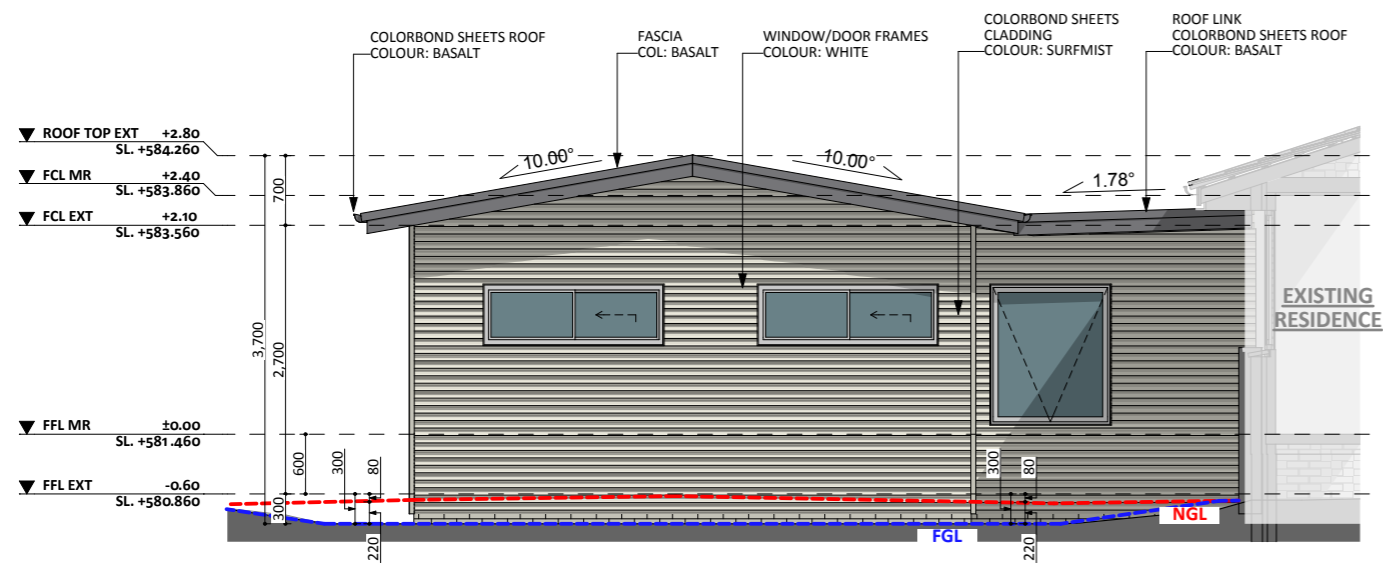 COLORBOND SHEETS ROOF
COLOUR: BASALT
FASCIA
COL: BASALT
WINDOW/DOOR FRAMES
COLOUR: WHITE
COLORBOND SHEETS
CLADDING
COLOUR: SURFMIST
ROOF LINK
COLORBOND SHEETS ROOF
COLOUR: BASALT
ROOF TOP EXT +2.80
SL. +584.260
FCL MR +2.40
SL. +583.860
FCL EXT +2.10
SL. +583.560
FFL MR ±0.00
SL. +581.460
FFL EXT -0.60
SL. +580.860
10.00°
10.00°
1.78°
700
3,700
2,700
600
300
80
300
220
300
80
220
EXISTING
RESIDENCE
NGL
FGL